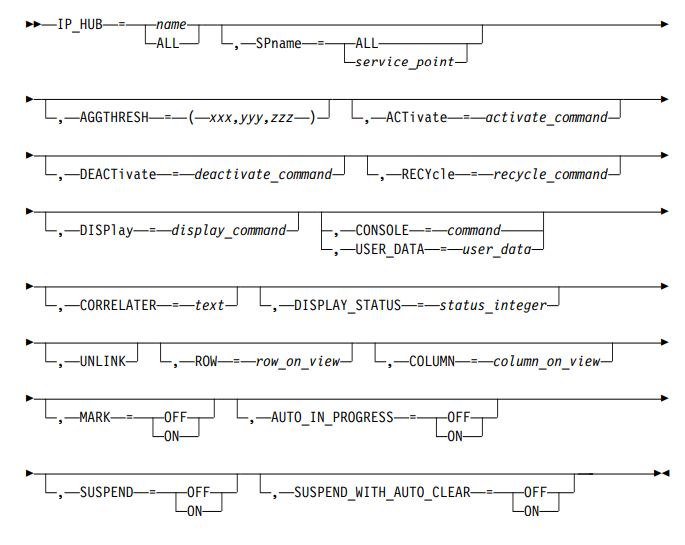 IP_HUB = name , SPname = ALL
ALL service_point
, AGGTHRESH = ( xxx,yyy,zzz ) , ACTivate = activate_command
, DEACTivate = deactivate_command , RECYcle = recycle_command
, DISPlay = display_command , CONSOLE = command
, USER_DATA = user_data
, CORRELATER = text , DISPLAY_STATUS = status_integer
, UNLINK , ROW = row_on_view , COLUMN = column_on_view
, MARK = OFF , AUTO_IN_PROGRESS = OFF
ON ON
, SUSPEND = OFF , SUSPEND_WITH_AUTO_CLEAR = OFF
ON ON